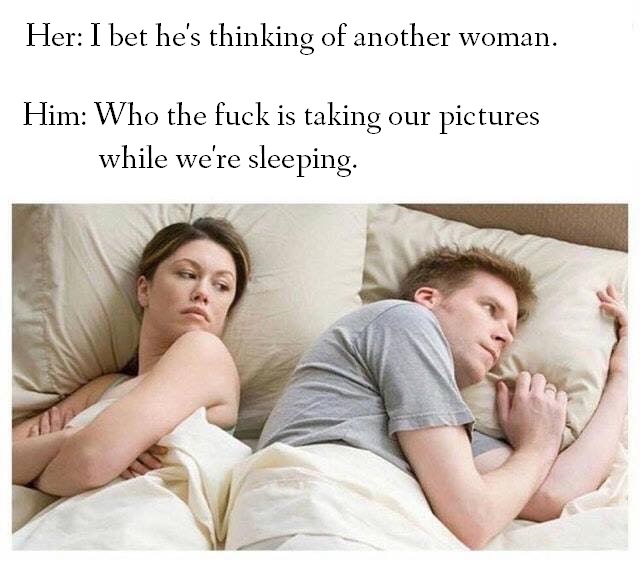 Her: I bet he's thinking of another woman.
Him: Who the fuck is taking our pictures
while we're sleeping.